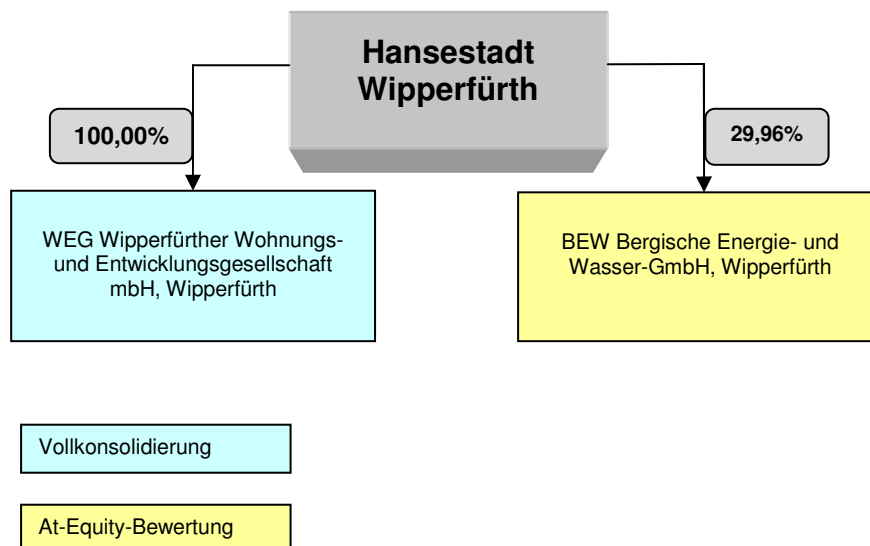 Hansestadt
Wipperfürth
100,00%
29,96%
WEG Wipperfürther Wohnungs-
und Entwicklungsgesellschaft
mbH, Wipperfürth
BEW Bergische Energie- und
Wasser-GmbH, Wipperfürth
Vollkonsolidierung
At-Equity-Bewertung